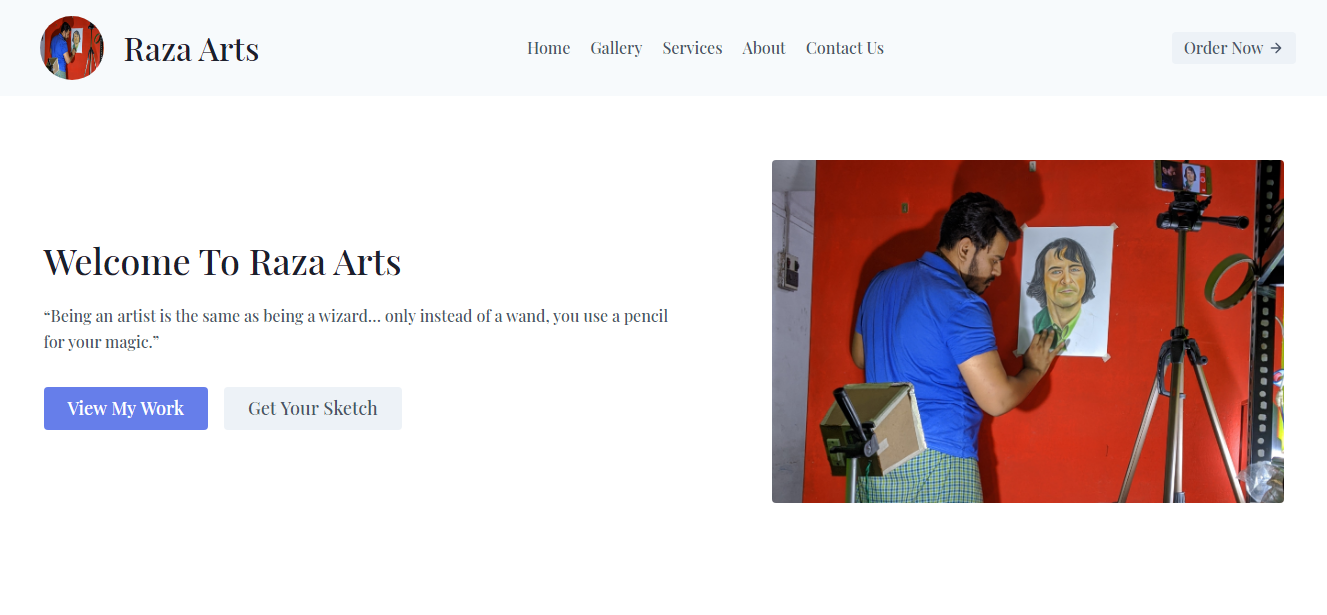 Raza Arts
Home Gallery Services About Contact Us
Order Now →
Welcome To Raza Arts
“Being an artist is the same as being a wizard... only instead of a wand, you use a pencil
for your magic.”
View My Work
Get Your Sketch